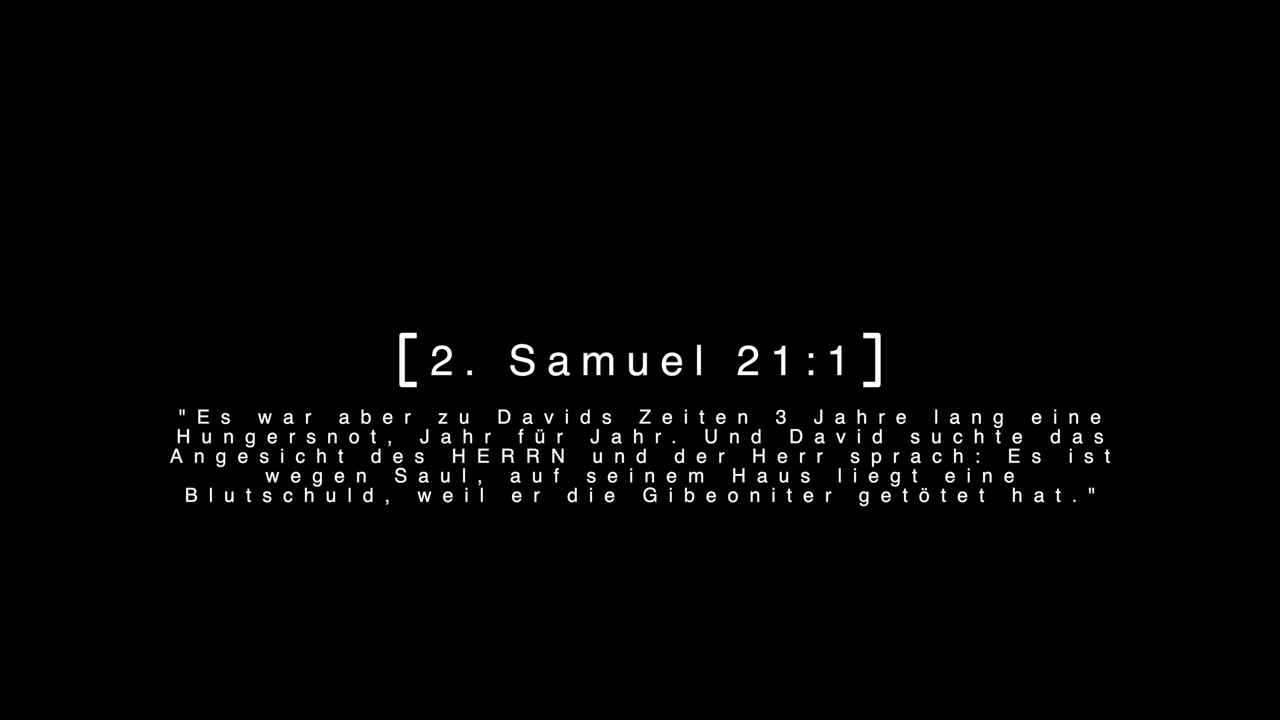 [2. Samuel 21:1]
"Es war aber zu Davids Zeiten 3 Jahre lang eine
Hungersnot, Jahr für Jahr. Und David suchte das
Angesicht des HERRN und der Herr sprach: Es ist
wegen Saul, auf seinem Haus liegt eine
Blutschuld, weil er die Gibeoniter getötet hat."